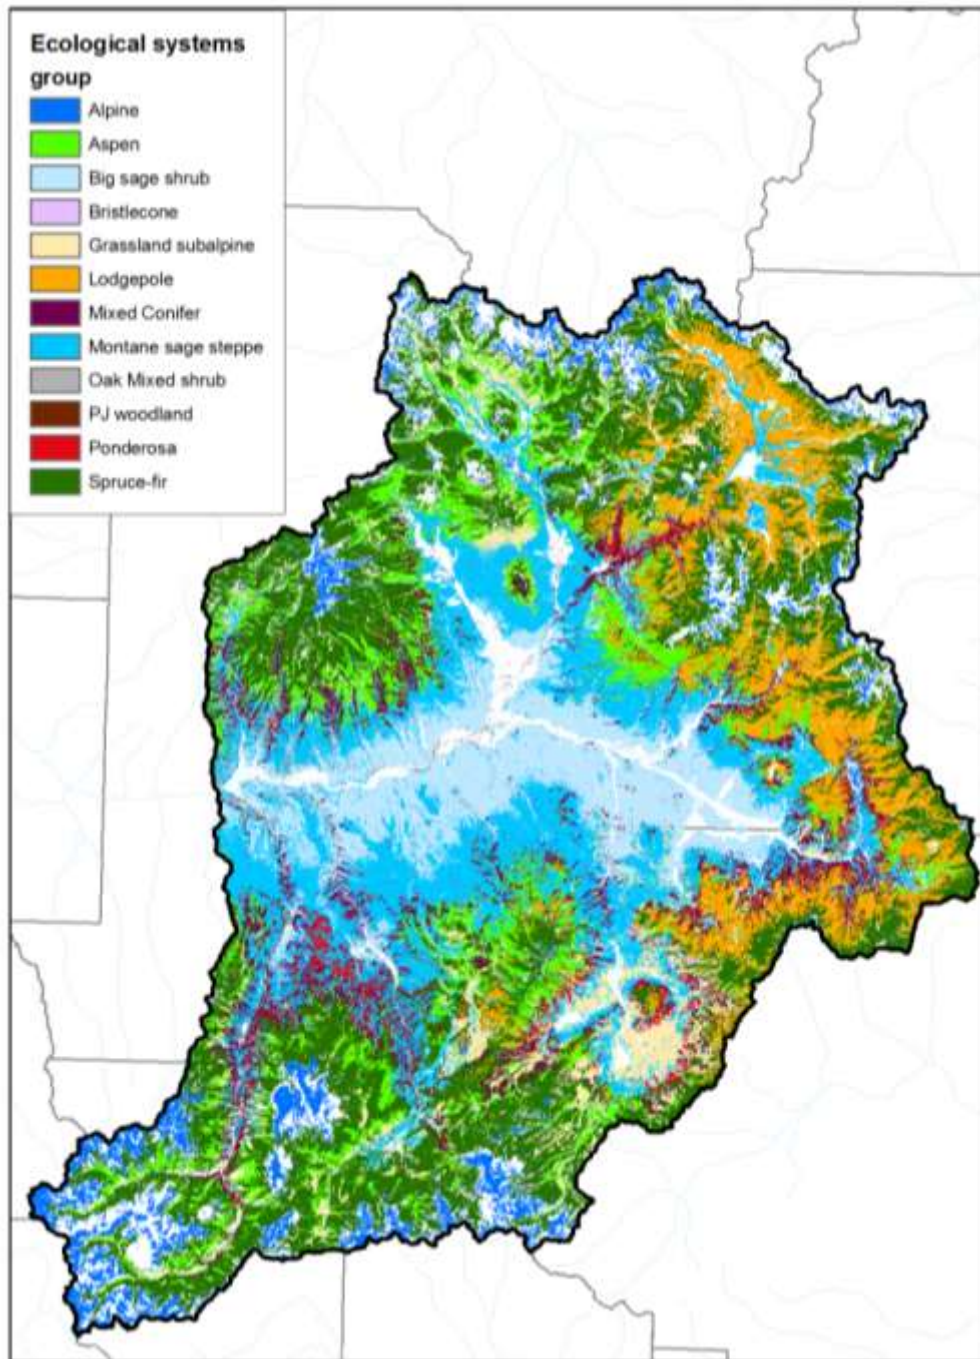 Ecological systems
group
Alpine
Aspen
Big sage shrub
Bristlecone
Grassland subalpine
Lodgepole
Mixed Conifer
Montane sage steppe
Oak Mixed shrub
PJ woodland
Ponderosa
Spruce-fir